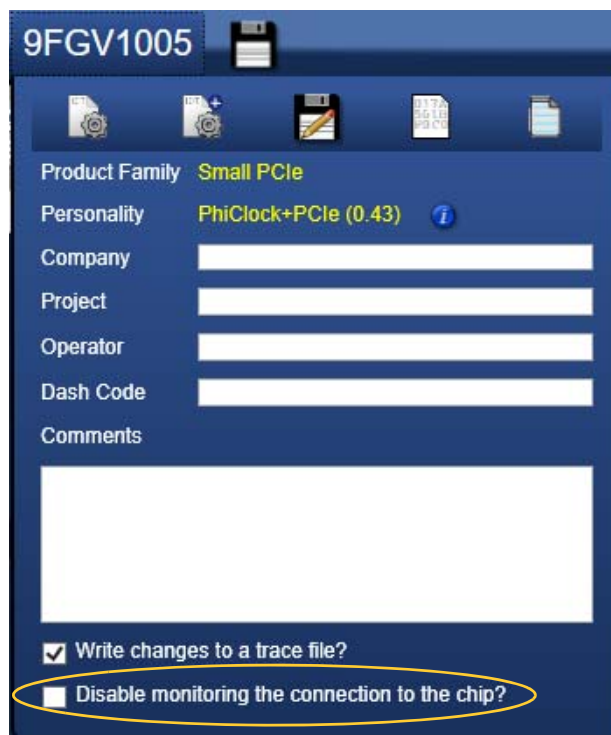 9FGV1005
Product Family Small PCIe
Personality PhiClock+PCIe (0.43)
Company
Project
Operator
Dash Code
Comments
Write changes to a trace file?
Disable monitoring the connection to the chip?